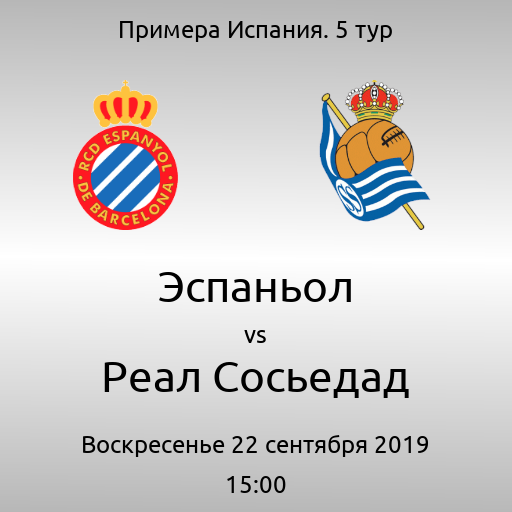 Примера Испания. 5 тур
RCD ESPANYOL
DE BARCELONA
Эспаньол
vs
Реал Сосьедад
Воскресенье 22 сентября 2019
15:00